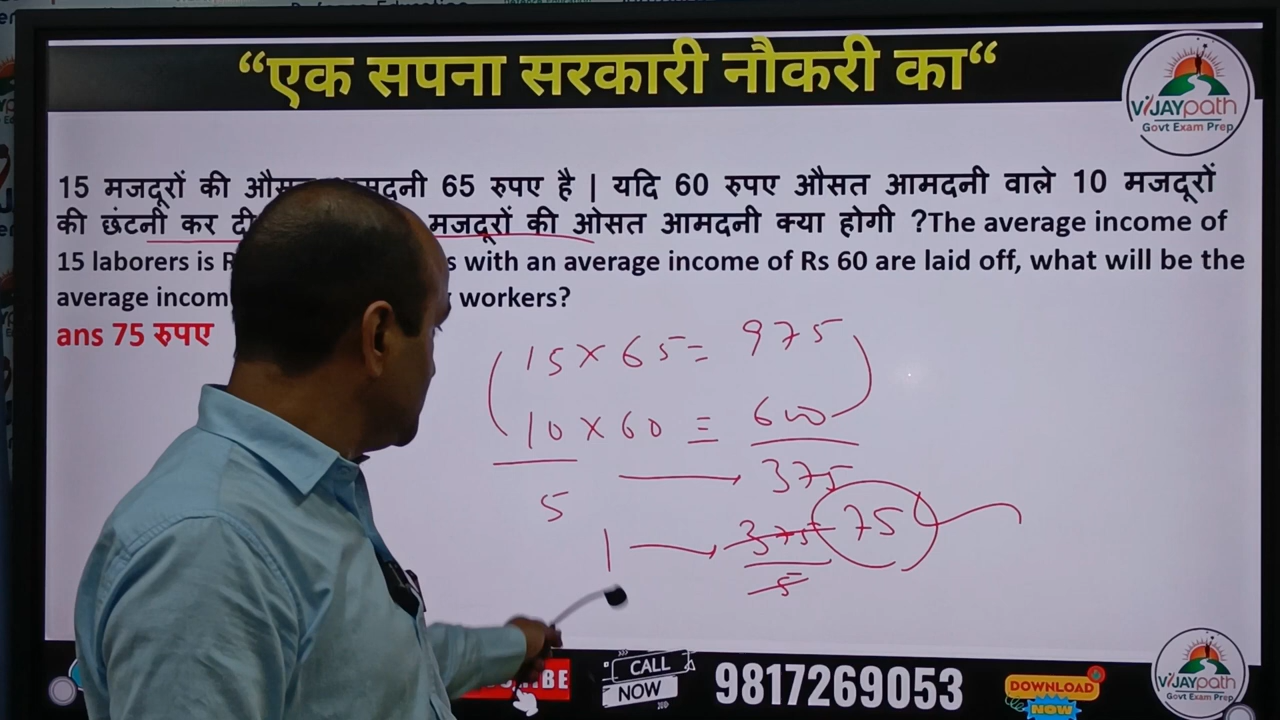 “एक सपना सरकारी नौकरी का“
VIJAYpath
Govt Exam Prep
15 मजदूरों की 65 रुपए है | यदि 60 रुपए औसत आमदनी वाले 10 मजदूरों
की छंटनी कर मजदूरों की ओसत आमदनी क्या होगी ?The average income of
15 laborers is with an average income of Rs 60 are laid off, what will be the
average workers?
ans 75 रुपए
15 × 65 = 975
10 × 60 = 600
5 375
1 375 75
5
CALL
NOW
9817269053
DOWNLOAD
NOW
VIJAYpath
Govt Exam Prep